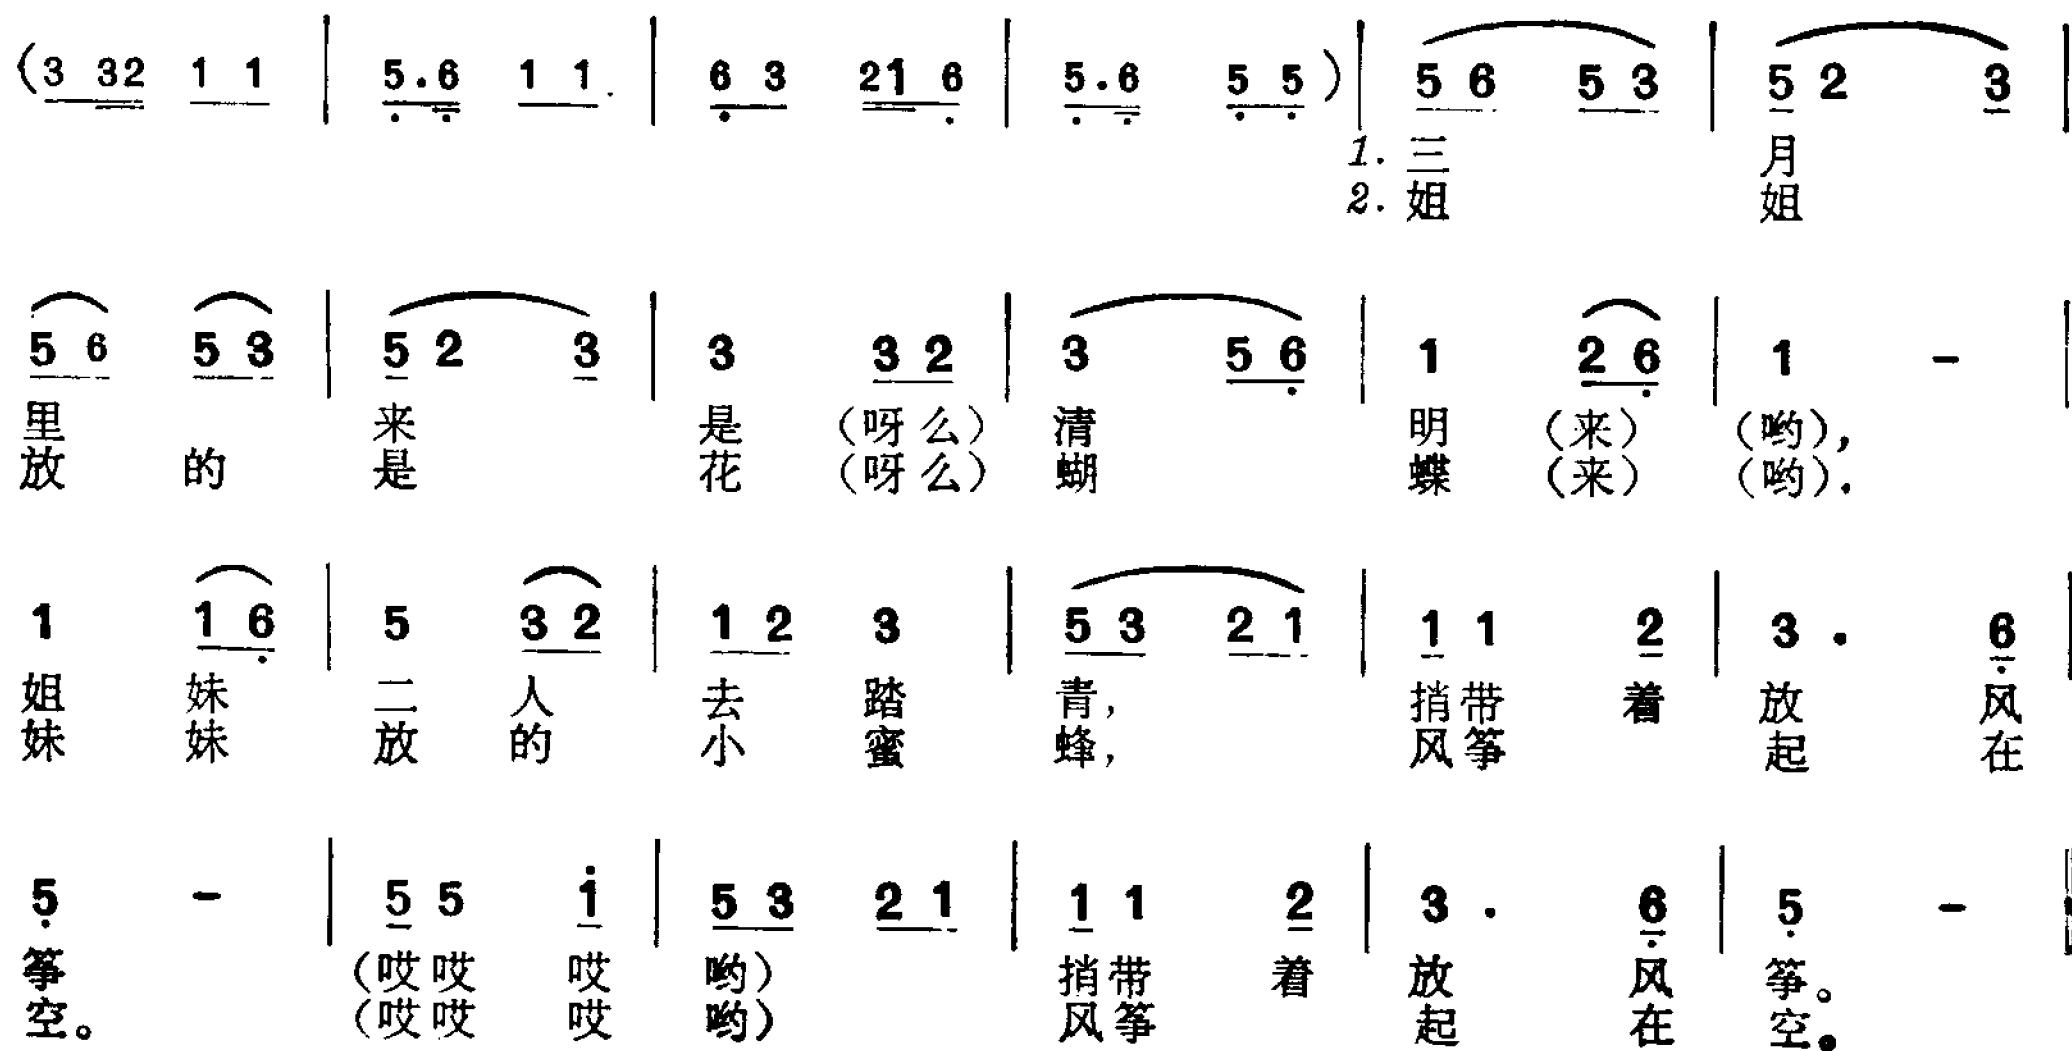 (3 32 1 1 | 5.6 1 1 | 6 3 21 6 | 5.6 5 5) | 5 6 5 3 | 5 2 3 |
1. 三 月
2. 姐 姐
5 6 5 3 | 5 2 3 | 3 3 2 | 3 5 6 | 1 2 6 | 1 - |
里 来 是 (呀么) 清 明 (来) (哟),
放 的 是 花 (呀么) 蝴 蝶 (来) (哟).
1 1 6 | 5 3 2 | 1 2 3 | 5 3 2 1 | 1 1 2 | 3 . 6 |
姐 妹 二 人 去 踏 青, 捎带 着 放 风
妹 妹 放 的 小 蜜 蜂, 风筝 起 在
5 - | 5 5 i | 5 3 2 1 | 1 1 2 | 3 . 6 | 5 - |
筝 (哎哎 哎 哟) 捎带 着 放 风 筝。
空。 (哎哎 哎 哟) 风筝 起 在 空。